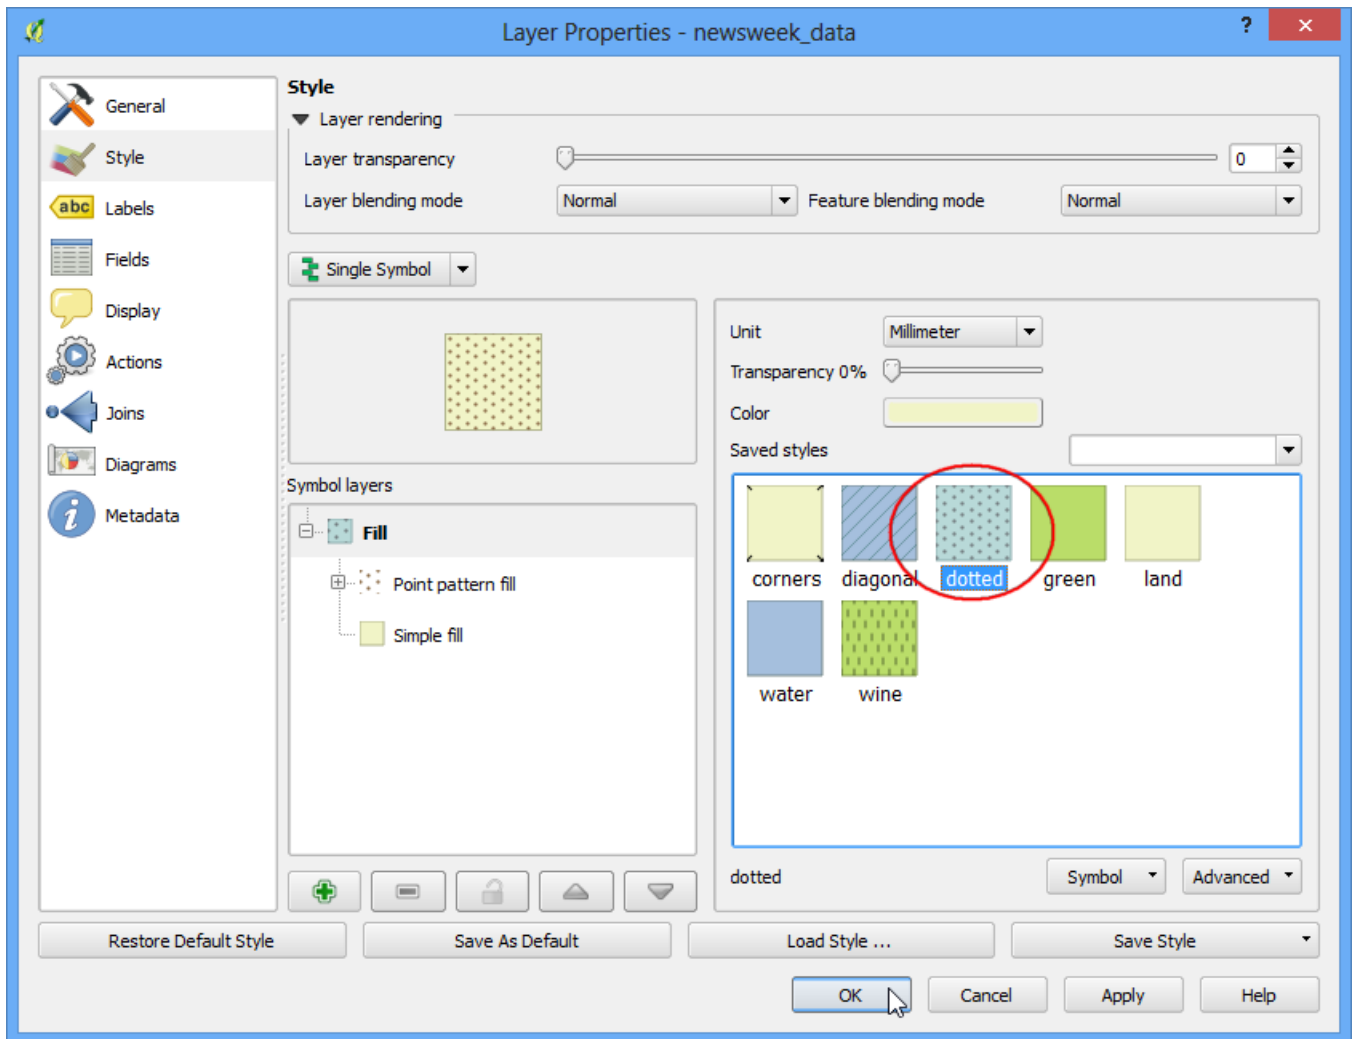 Layer Properties - newsweek_data
?
General
Style
Labels
Fields
Display
Actions
Joins
Diagrams
Metadata
abc
Style
Layer rendering
Layer transparency
0
Layer blending mode
Normal
Feature blending mode
Normal
Single Symbol
Symbol layers
Fill
Point pattern fill
Simple fill
Unit
Millimeter
Transparency 0%
Color
Saved styles
corners diagonal dotted green land
water wine
dotted
Symbol
Advanced
Restore Default Style
Save As Default
Load Style ...
Save Style
OK
Cancel
Apply
Help